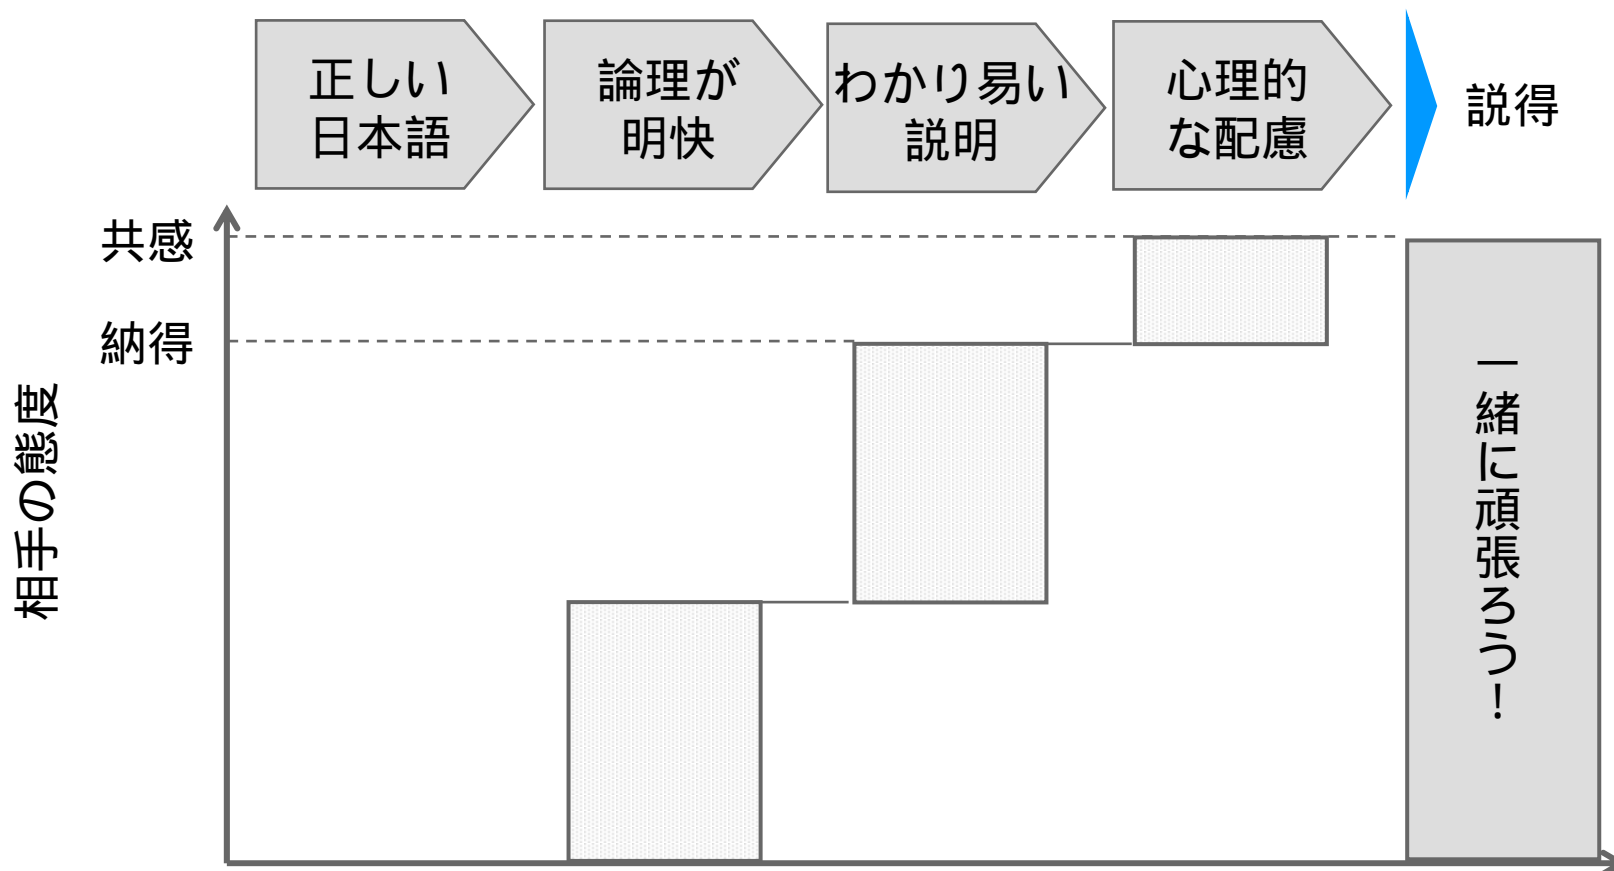 正しい
日本語
論理が
明快
わかり易い
説明
心理的
な配慮
説得
共感
納得
相手の態度
一緒に頑張ろう！